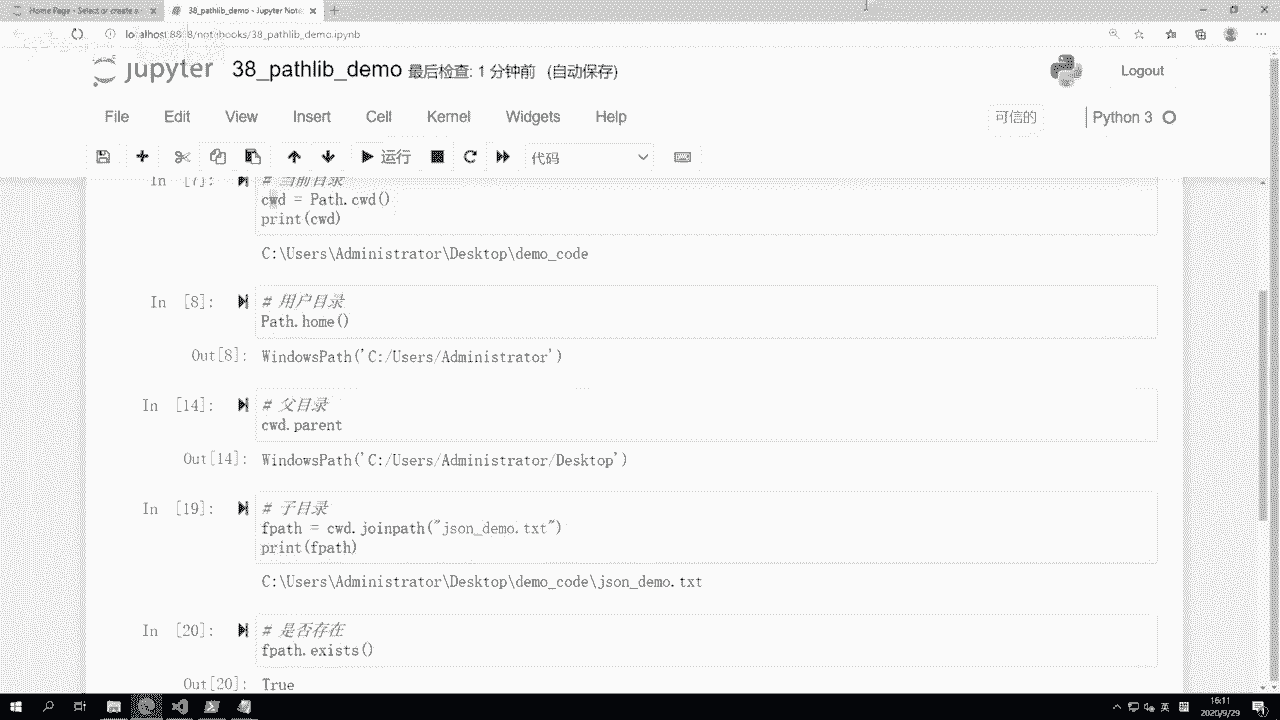 Home Page - Select or create a
38_pathlib_demo - Jupyter Note
localhost:8888/notebooks/38_pathlib_demo.ipynb
jupyter 38_pathlib_demo 最后检查: 1 分钟前 (自动保存)
Logout
File Edit View Insert Cell Kernel Widgets Help
可信的
Python 3
运行
代码
In [7]: # 当前目录
cwd = Path.cwd()
print(cwd)
C:\Users\Administrator\Desktop\demo_code
In [8]: # 用户目录
Path.home()
Out[8]: WindowsPath('C:/Users/Administrator')
In [14]: # 父目录
cwd.parent
Out[14]: WindowsPath('C:/Users/Administrator/Desktop')
In [19]: # 子目录
fpath = cwd.joinpath("json_demo.txt")
print(fpath)
C:\Users\Administrator\Desktop\demo_code\json_demo.txt
In [20]: # 是否存在
fpath.exists()
Out[20]: True
英
16:11
2020/9/29